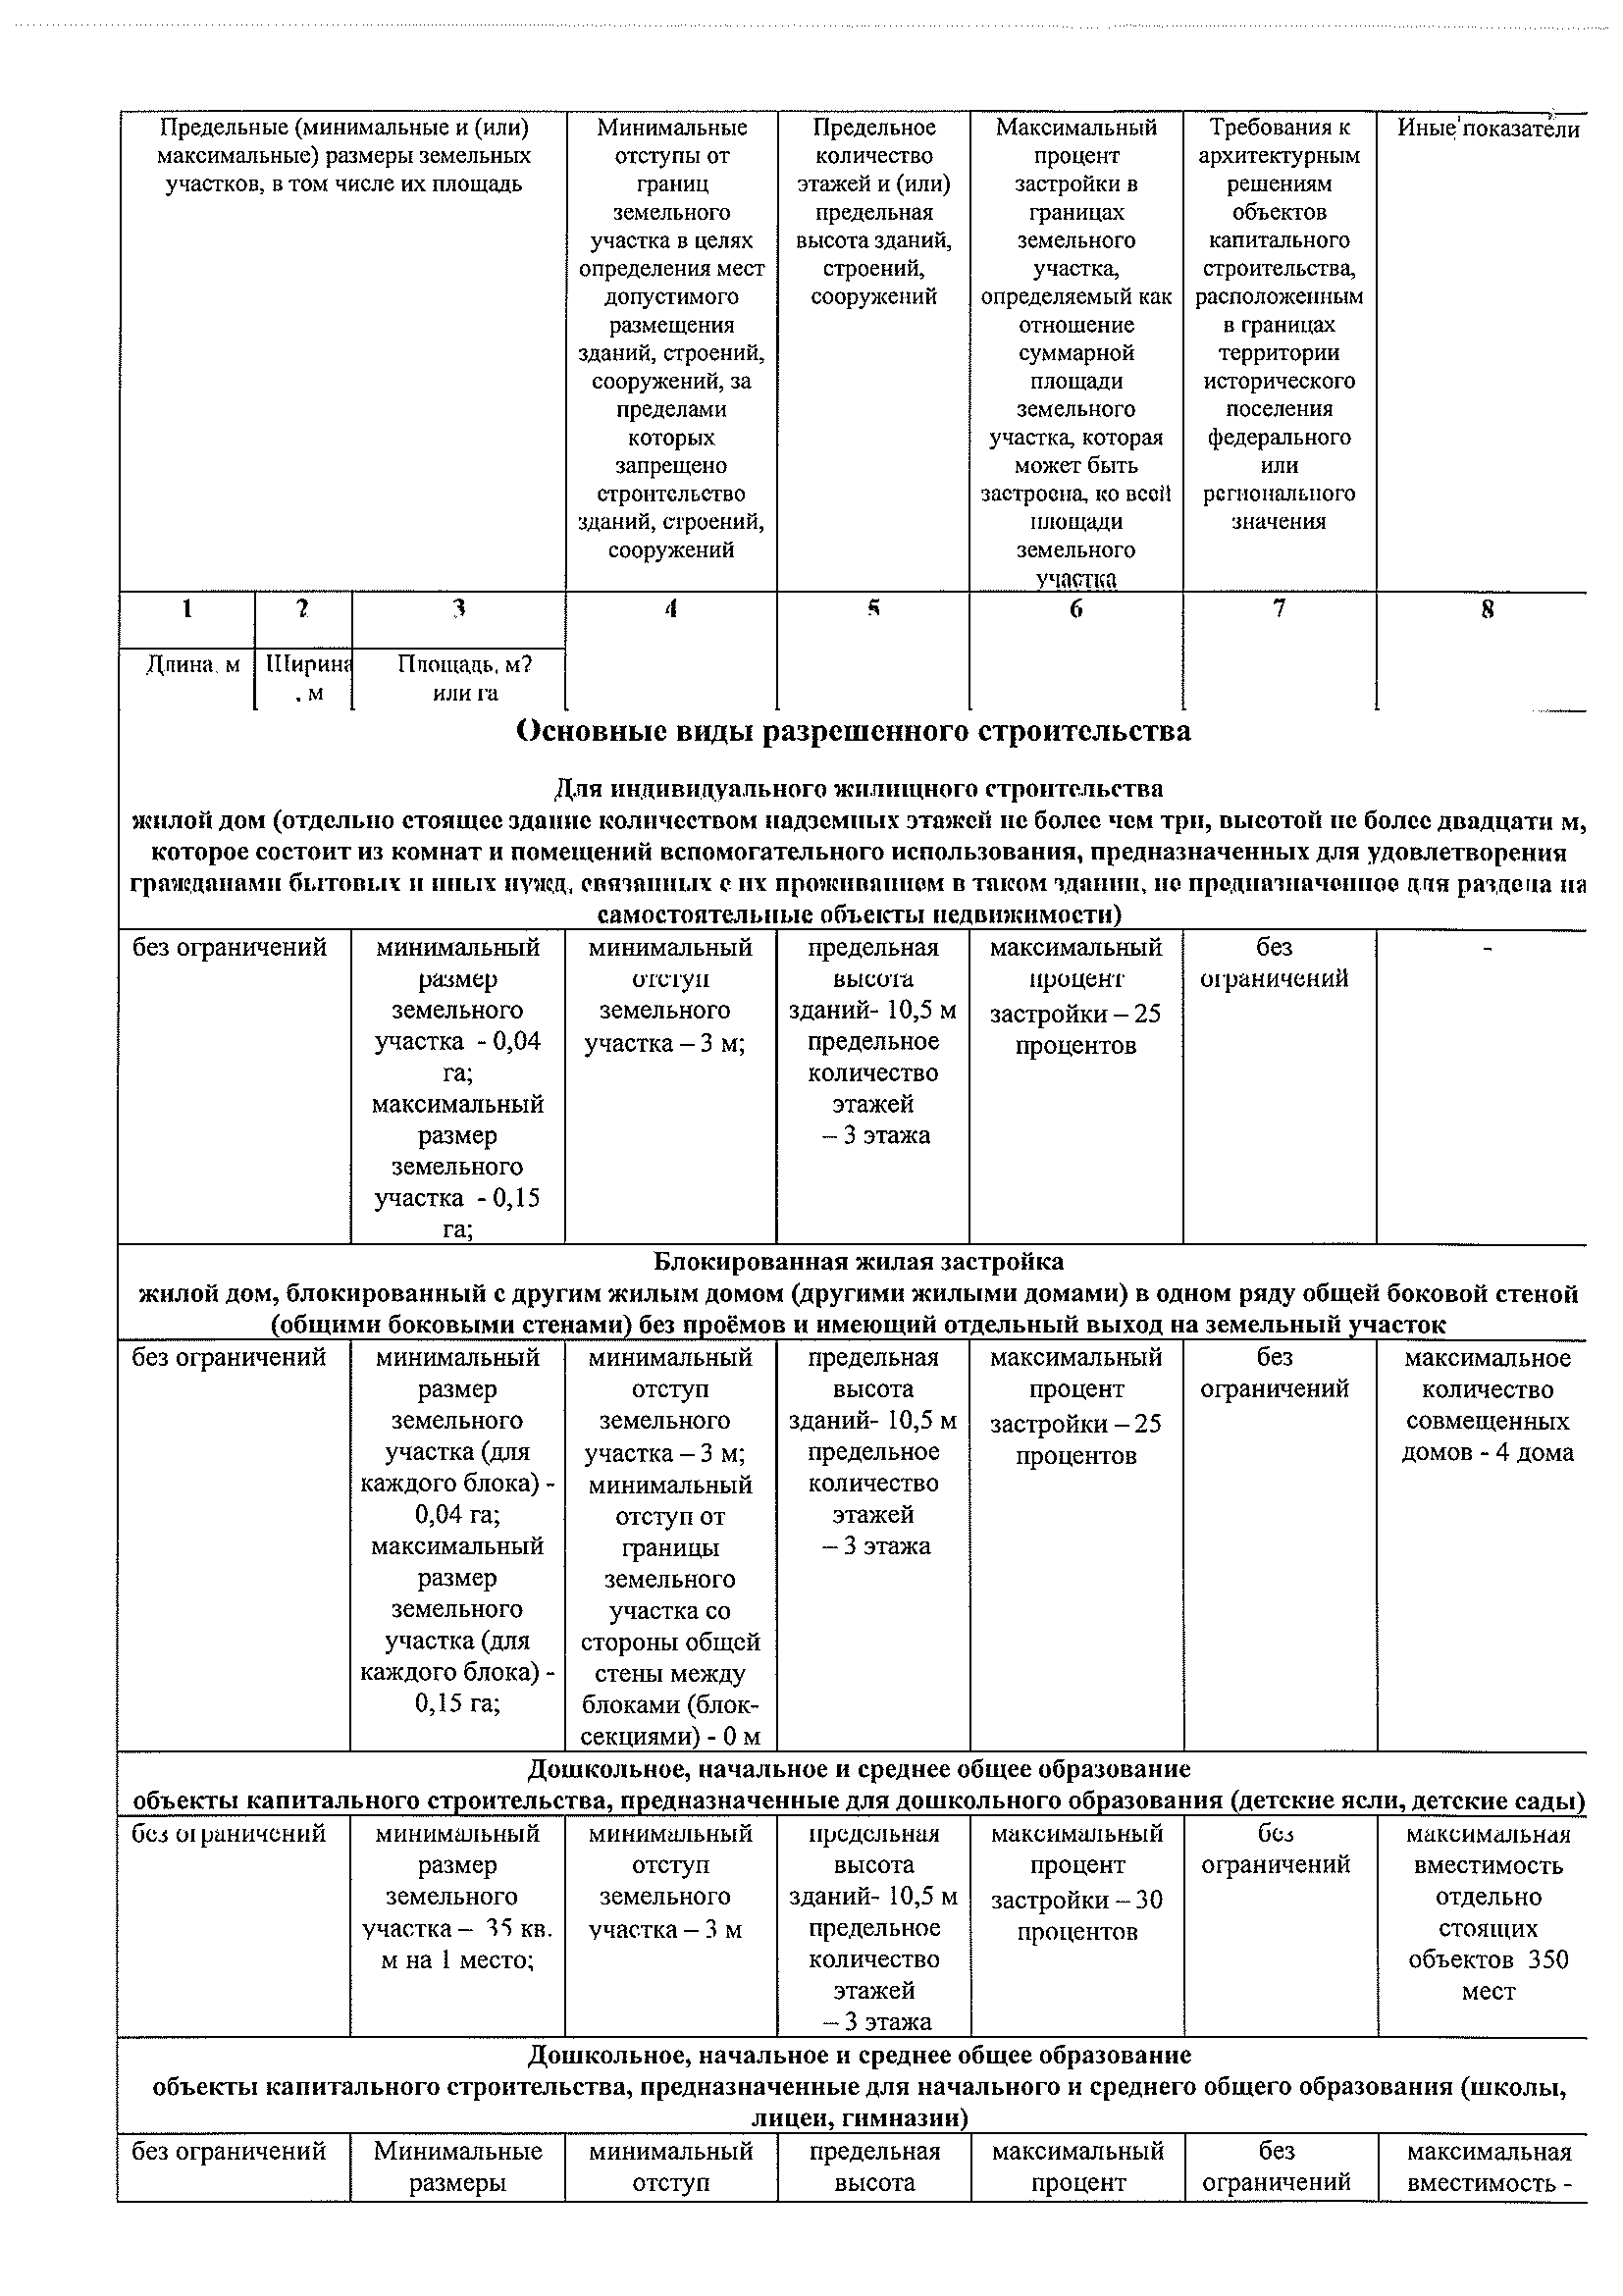 Предельные (минимальные и (или)
максимальные) размеры земельных
участков, в том числе их площадь
Минимальные
отступы от
границ
земельного
участка в целях
определения мест
допустимого
размещения
зданий, строений,
сооружений, за
пределами
которых
запрещено
строительство
зданий, строений,
сооружений
Предельное
количество
этажей и (или)
предельная
высота зданий,
строений,
сооружений
Максимальный
процент
застройки в
границах
земельного
участка,
определяемый как
отношение
суммарной
площади
земельного
участка, которая
может быть
застроена, ко всей
площади
земельного
участка
Требования к
архитектурным
решениям
объектов
капитального
строительства,
расположенным
в границах
территории
исторического
поселения
федерального
или
регионального
значения
Иные показатели
1
2
3
4
5
6
7
8
Длина, м
Ширина
, м
Площадь, м?
или га
Основные виды разрешенного строительства
Для индивидуального жилищного строительства
жилой дом (отдельно стоящее здание количеством надземных этажей не более чем три, высотой не более двадцати м,
которое состоит из комнат и помещений вспомогательного использования, предназначенных для удовлетворения
гражданами бытовых и иных нужд, связанных с их проживанием в таком здании, не предназначенное для раздела на
самостоятельные объекты недвижимости)
без ограничений
минимальный
размер
земельного
участка - 0,04
га;
максимальный
размер
земельного
участка - 0,15
га;
минимальный
отступ
земельного
участка – 3 м;
предельная
высота
зданий- 10,5 м
предельное
количество
этажей
– 3 этажа
максимальный
процент
застройки – 25
процентов
без
ограничений
-
Блокированная жилая застройка
жилой дом, блокированный с другим жилым домом (другими жилыми домами) в одном ряду общей боковой стеной
(общими боковыми стенами) без проёмов и имеющий отдельный выход на земельный участок
без ограничений
минимальный
размер
земельного
участка (для
каждого блока) -
0,04 га;
максимальный
размер
земельного
участка (для
каждого блока) -
0,15 га;
минимальный
отступ
земельного
участка – 3 м;
минимальный
отступ от
границы
земельного
участка со
стороны общей
стены между
блоками (блок-
секциями) - 0 м
предельная
высота
зданий- 10,5 м
предельное
количество
этажей
– 3 этажа
максимальный
процент
застройки – 25
процентов
без
ограничений
максимальное
количество
совмещенных
домов - 4 дома
Дошкольное, начальное и среднее общее образование
объекты капитального строительства, предназначенные для дошкольного образования (детские ясли, детские сады)
без ограничений
минимальный
размер
земельного
участка – 35 кв.
м на 1 место;
минимальный
отступ
земельного
участка – 3 м
предельная
высота
зданий- 10,5 м
предельное
количество
этажей
– 3 этажа
максимальный
процент
застройки – 30
процентов
без
ограничений
максимальная
вместимость
отдельно
стоящих
объектов 350
мест
Дошкольное, начальное и среднее общее образование
объекты капитального строительства, предназначенные для начального и среднего общего образования (школы,
лицеи, гимназии)
без ограничений
Минимальные
размеры
минимальный
отступ
предельная
высота
максимальный
процент
без
ограничений
максимальная
вместимость -